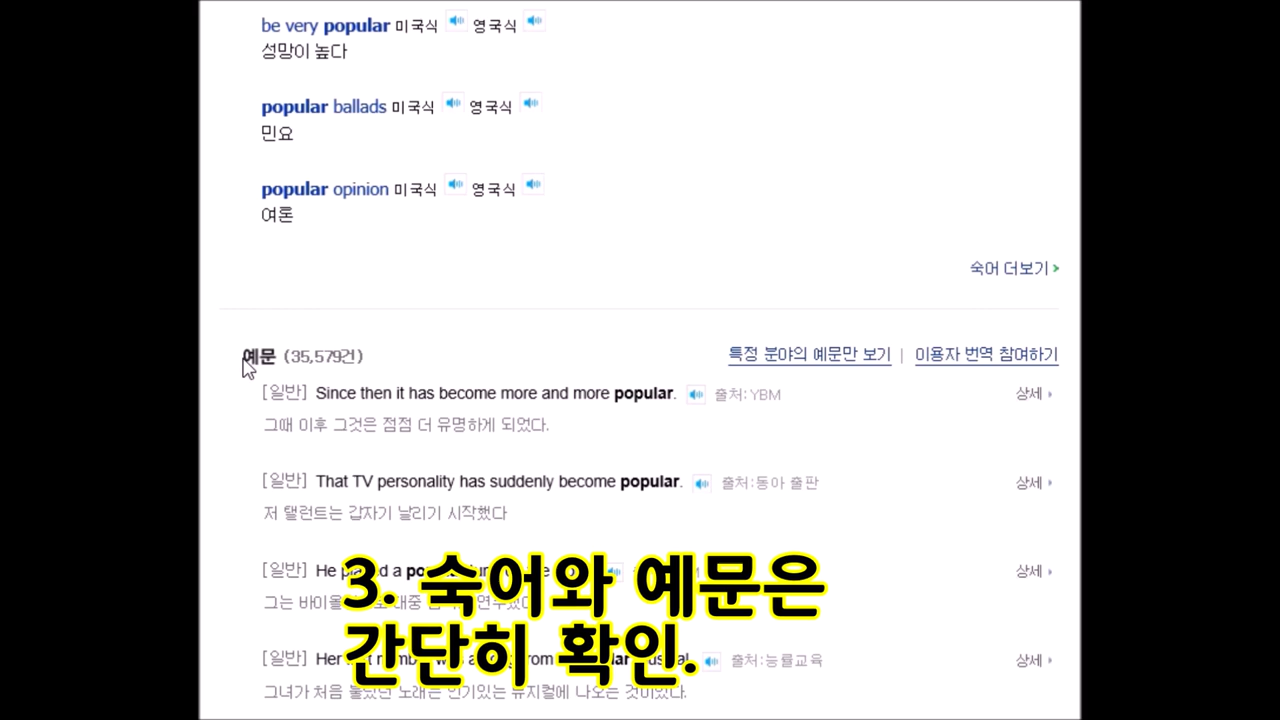 be very popular 미국식 영국식
성망이 높다
popular ballads 미국식 영국식
민요
popular opinion 미국식 영국식
여론
숙어 더보기
예문 (35,579건) 특정 분야의 예문만 보기 | 이용자 번역 참여하기
[일반] Since then it has become more and more popular. 출처:YBM 상세
그때 이후 그것은 점점 더 유명하게 되었다.
[일반] That TV personality has suddenly become popular. 출처:동아 출판 상세
저 탤런트는 갑자기 날리기 시작했다
[일반] He a 상세
그는
3. 숙어와 예문은
간단히 확인.
[일반] Her 출처:능률교육 상세
그녀가 처음 노래는 인기있는 뮤지컬에 나오는 것이었다.